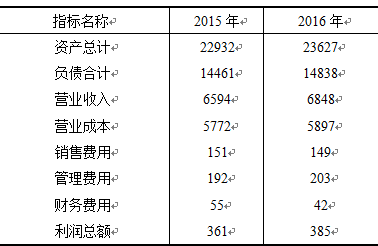 指标名称 2015 年 2016 年
资产总计 22932 23627
负债合计 14461 14838
营业收入 6594 6848
营业成本 5772 5897
销售费用 151 149
管理费用 192 203
财务费用 55 42
利润总额 361 385